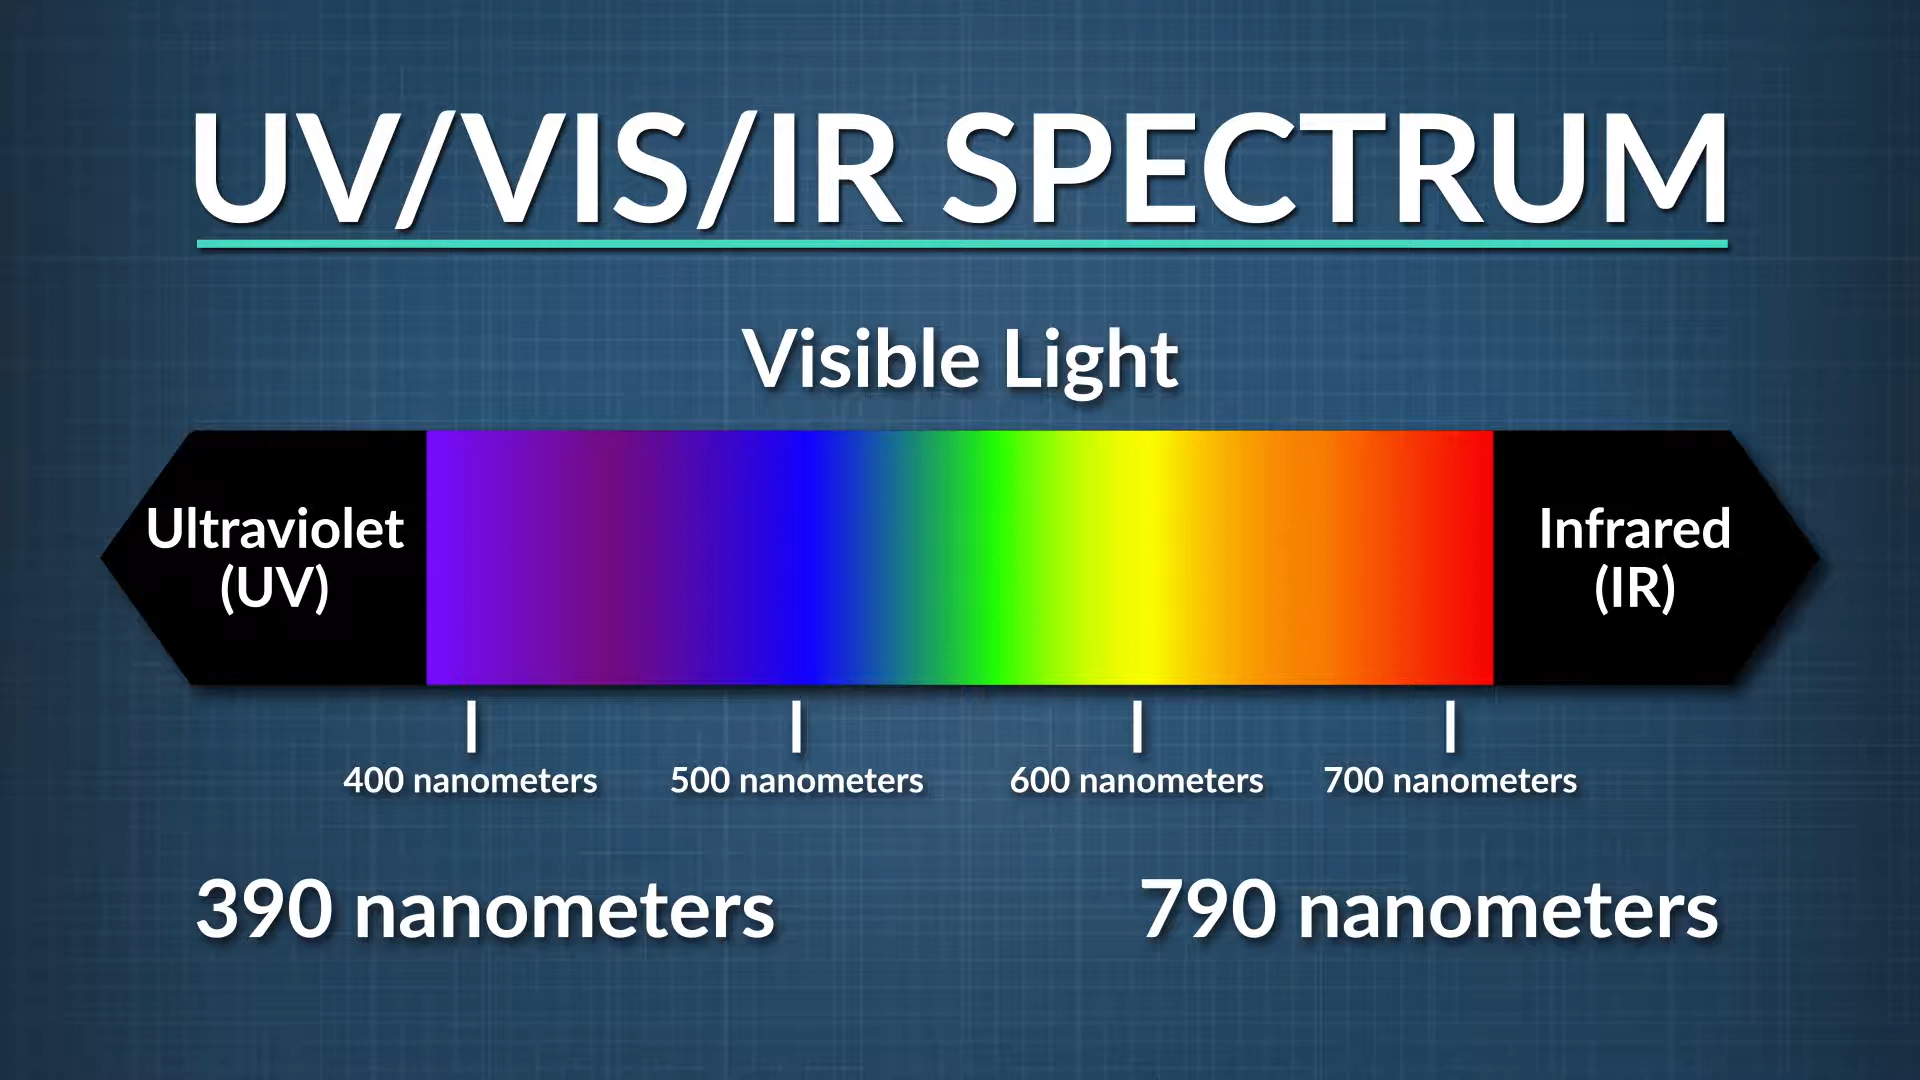 UV/VIS/IR SPECTRUM
Visible Light
Ultraviolet
(UV)
Infrared
(IR)
400 nanometers
500 nanometers
600 nanometers
700 nanometers
390 nanometers
790 nanometers